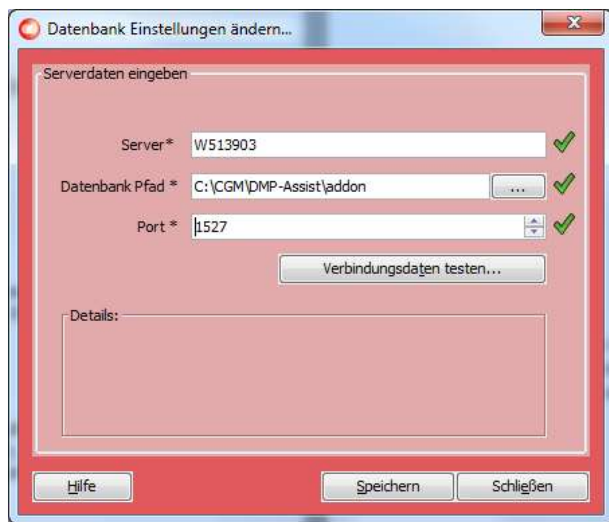 Datenbank Einstellungen ändern...
Serverdaten eingeben
Server* W513903
Datenbank Pfad * C:\CGM\DMP-Assist\addon ...
Port * 1527
Verbindungsdaten testen...
Details:
Hilfe Speichern Schließen